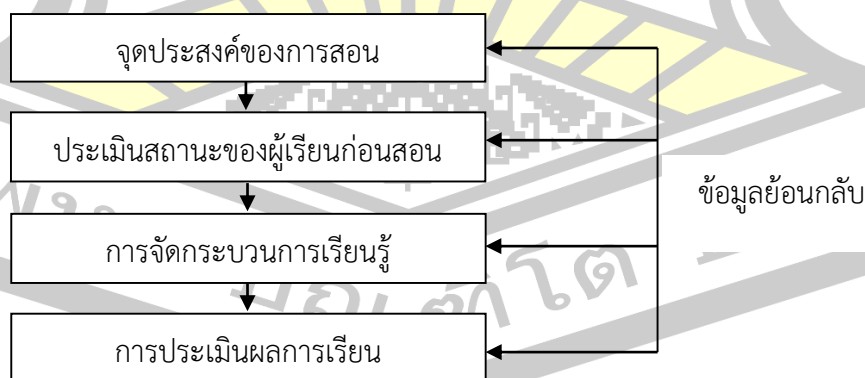 จุดประสงค์ของการสอน
ประเมินสถานะของผู้เรียนก่อนสอน
ข้อมูลย้อนกลับ
การจัดกระบวนการเรียนรู้
การประเมินผลการเรียน